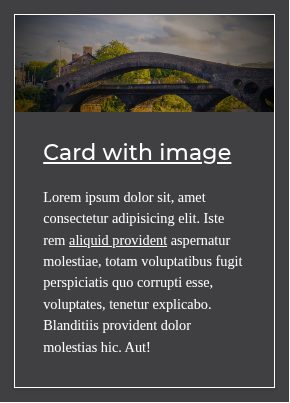 Card with image
Lorem ipsum dolor sit, amet
consectetur adipisicing elit. Iste
rem aliquid provident aspernatur
molestiae, totam voluptatibus fugit
perspiciatis quo corrupti esse,
voluptates, tenetur explicabo.
Blanditiis provident dolor
molestias hic. Aut!